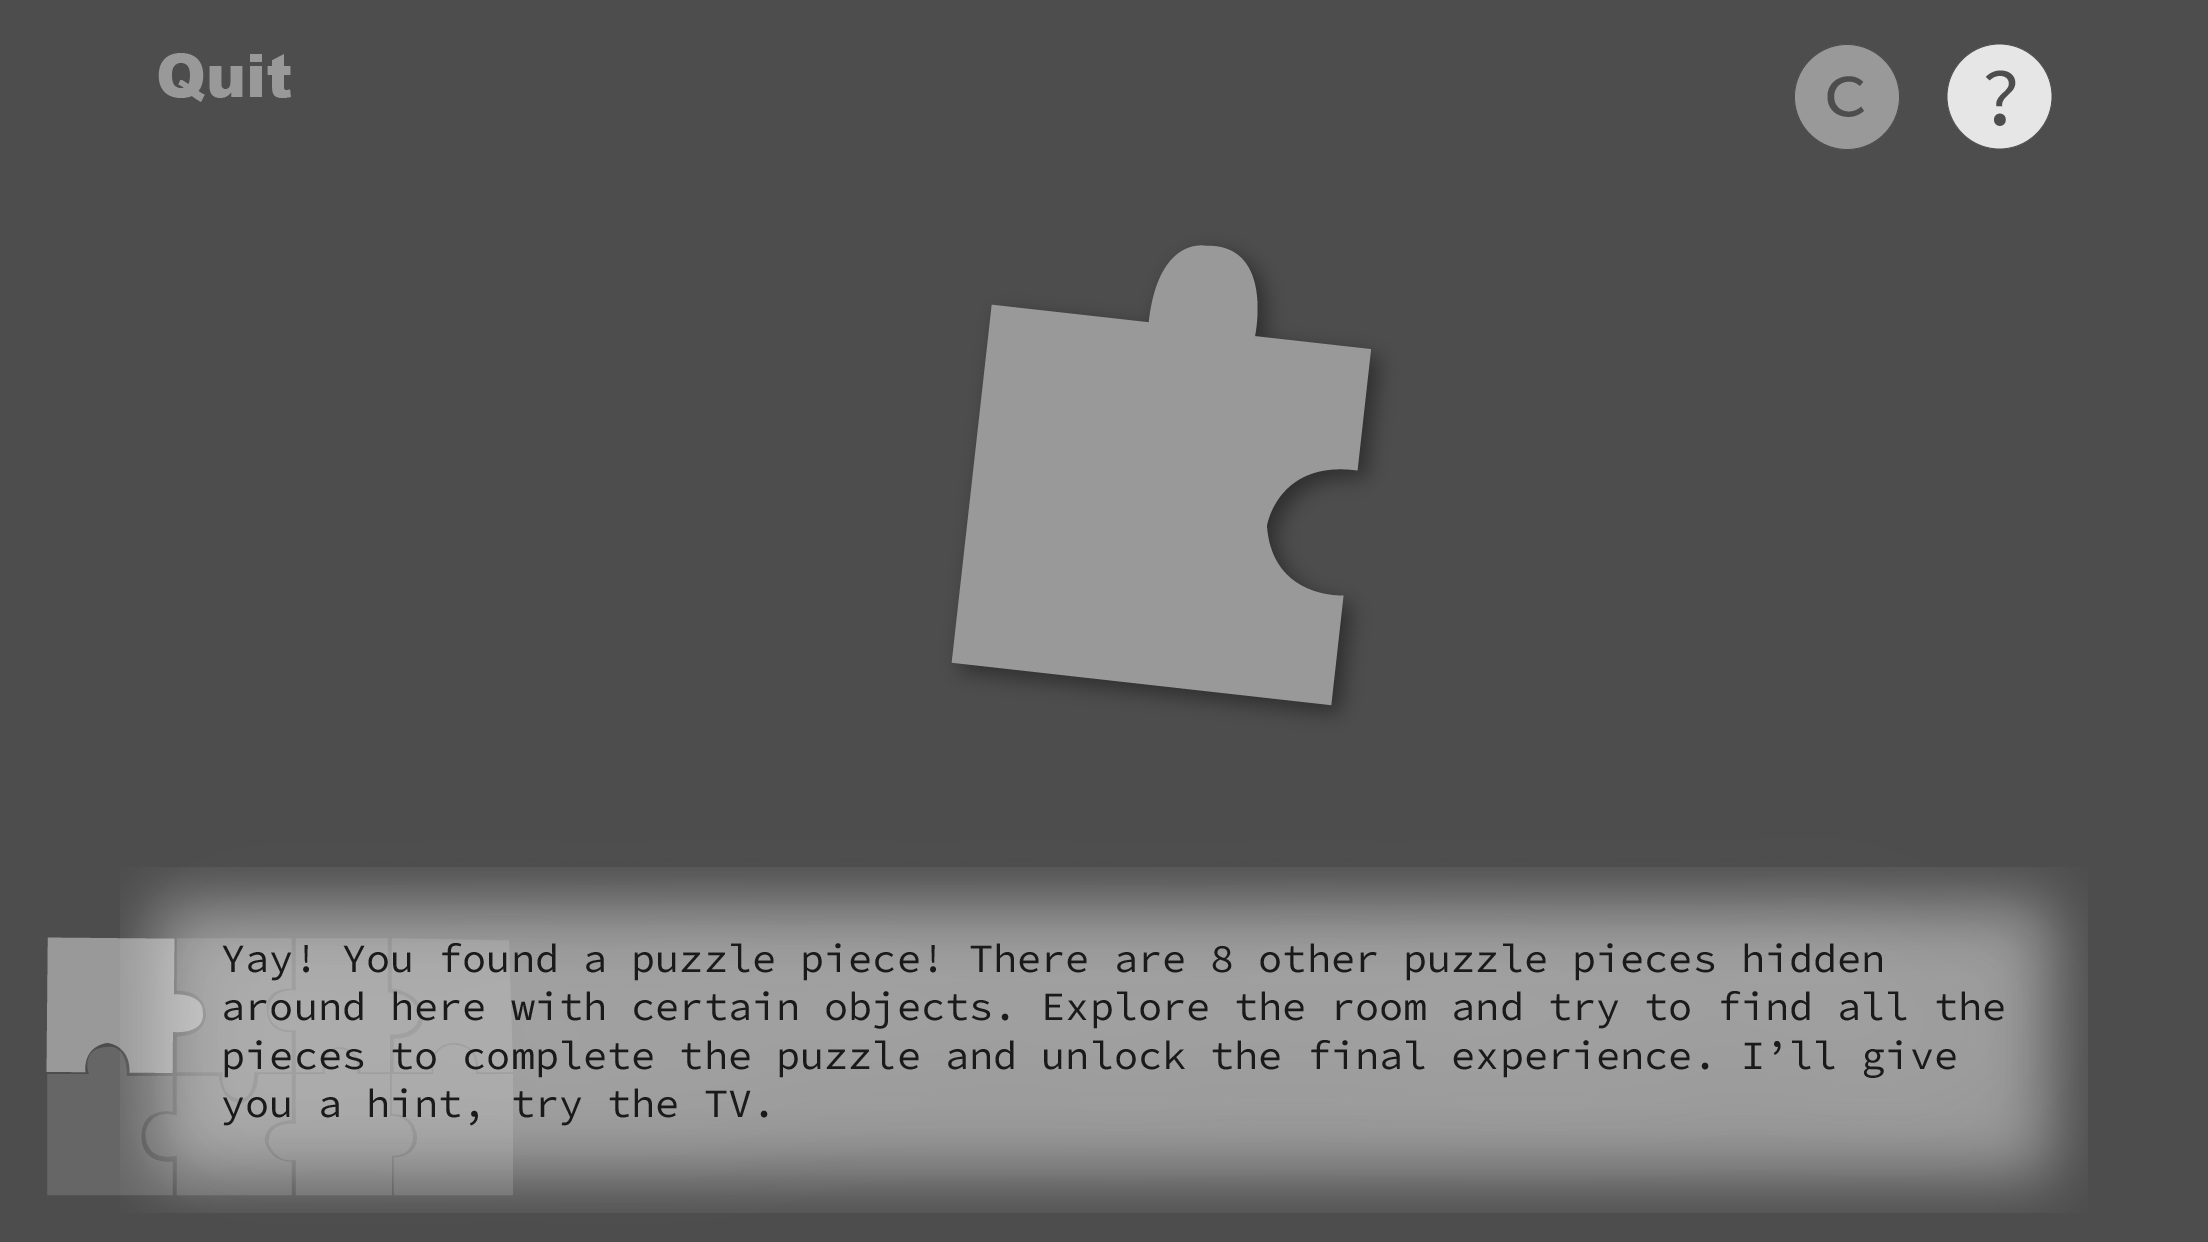 Quit
C
?
Yay! You found a puzzle piece! There are 8 other puzzle pieces hidden
around here with certain objects. Explore the room and try to find all the
pieces to complete the puzzle and unlock the final experience. I’ll give
you a hint, try the TV.